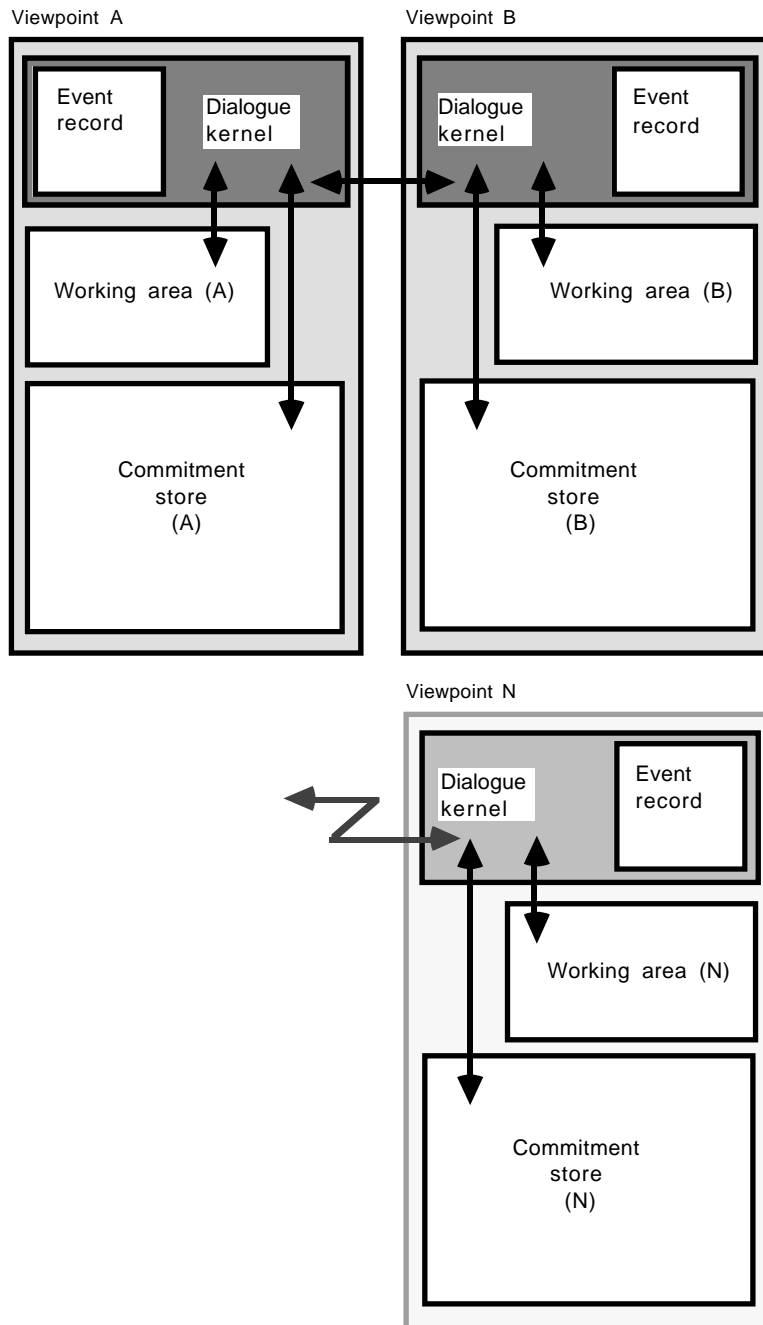 Viewpoint A
Event
record
Dialogue
kernel
Working area (A)
Commitment
store
(A)
Viewpoint B
Dialogue
kernel
Event
record
Working area (B)
Commitment
store
(B)
Viewpoint N
Dialogue
kernel
Event
record
Working area (N)
Commitment
store
(N)